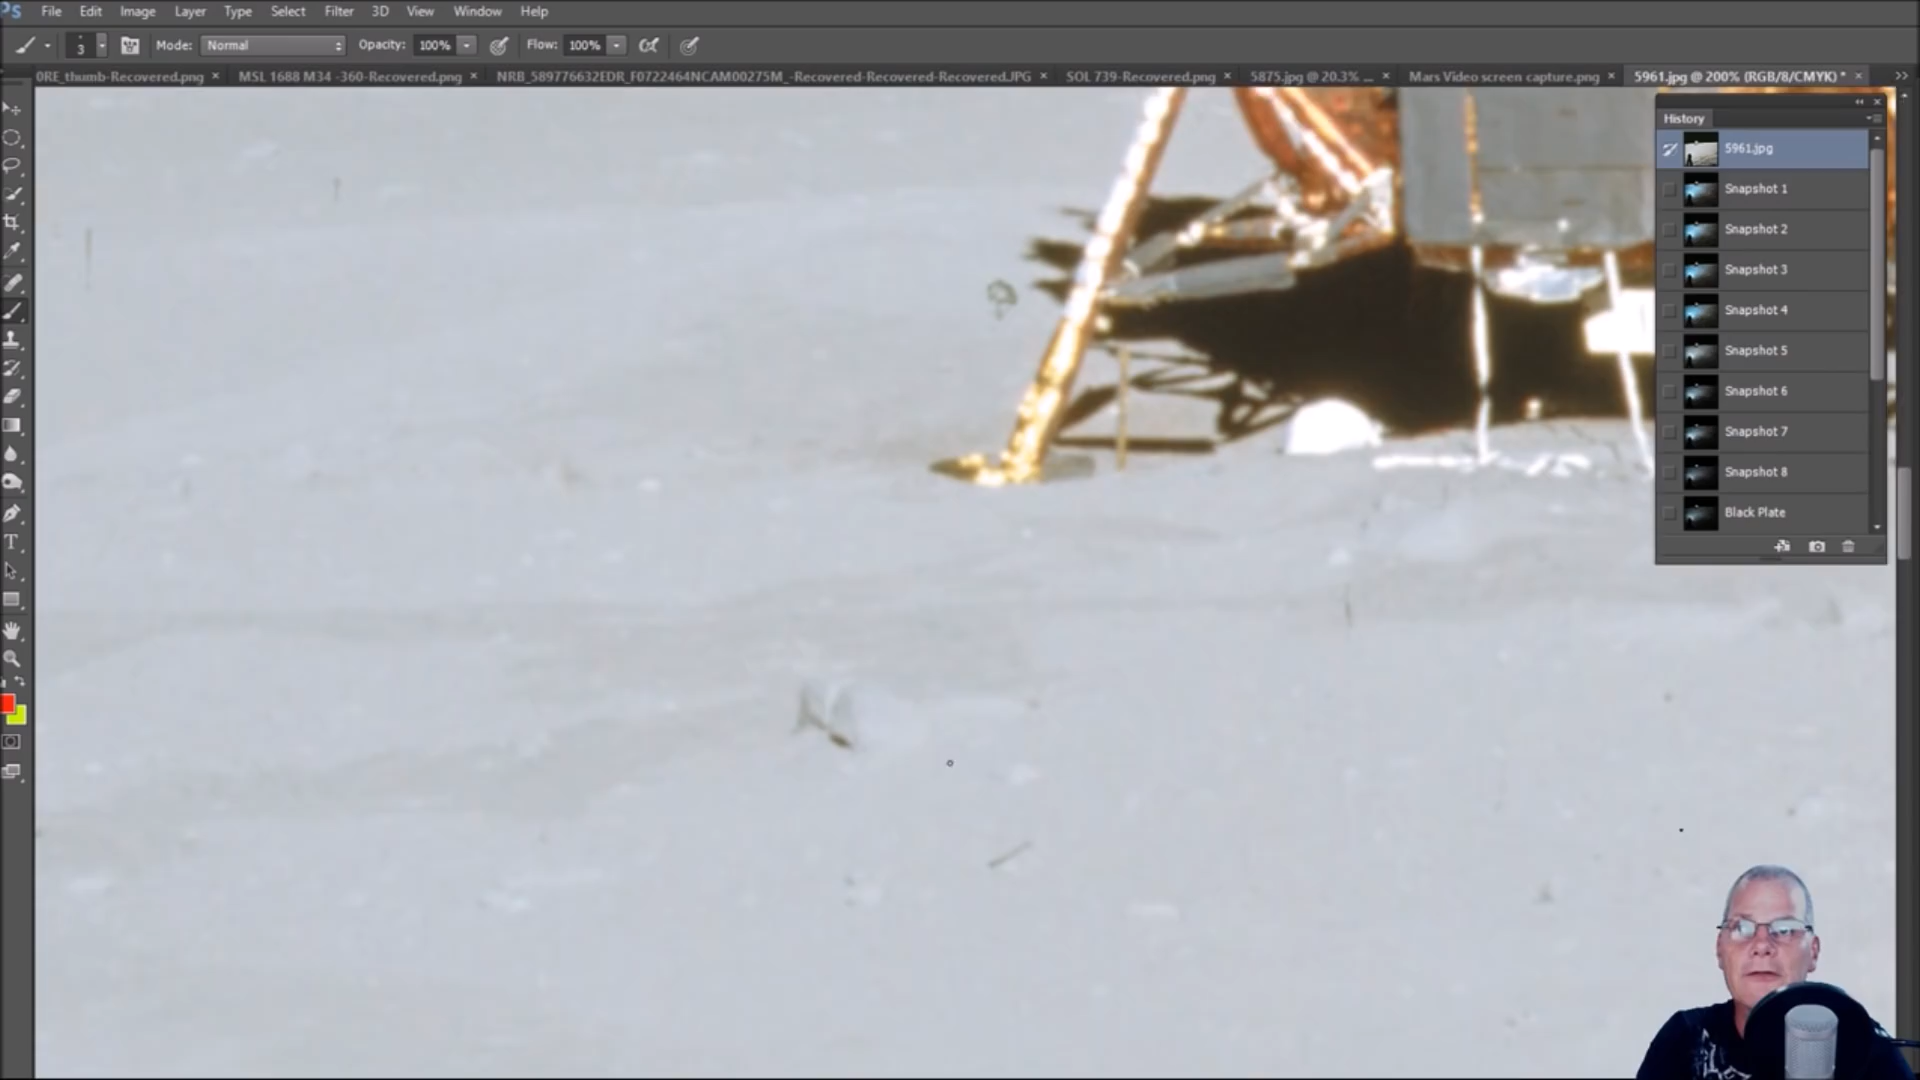 Ps File Edit Image Layer Type Select Filter 3D View Window Help
3 Mode: Normal Opacity: 100% Flow: 100%
0RE_thumb-Recovered.png × MSL 1688 M34 -360-Recovered.png × NRB_589776632EDR_F0722464NCAM00275M_-Recovered-Recovered-Recovered.JPG × SOL 739-Recovered.png × 5875.jpg @ 20.3% ... × Mars Video screen capture.png × 5961.jpg @ 200% (RGB/8/CMYK) * ×
History
5961.jpg
Snapshot 1
Snapshot 2
Snapshot 3
Snapshot 4
Snapshot 5
Snapshot 6
Snapshot 7
Snapshot 8
Black Plate
T